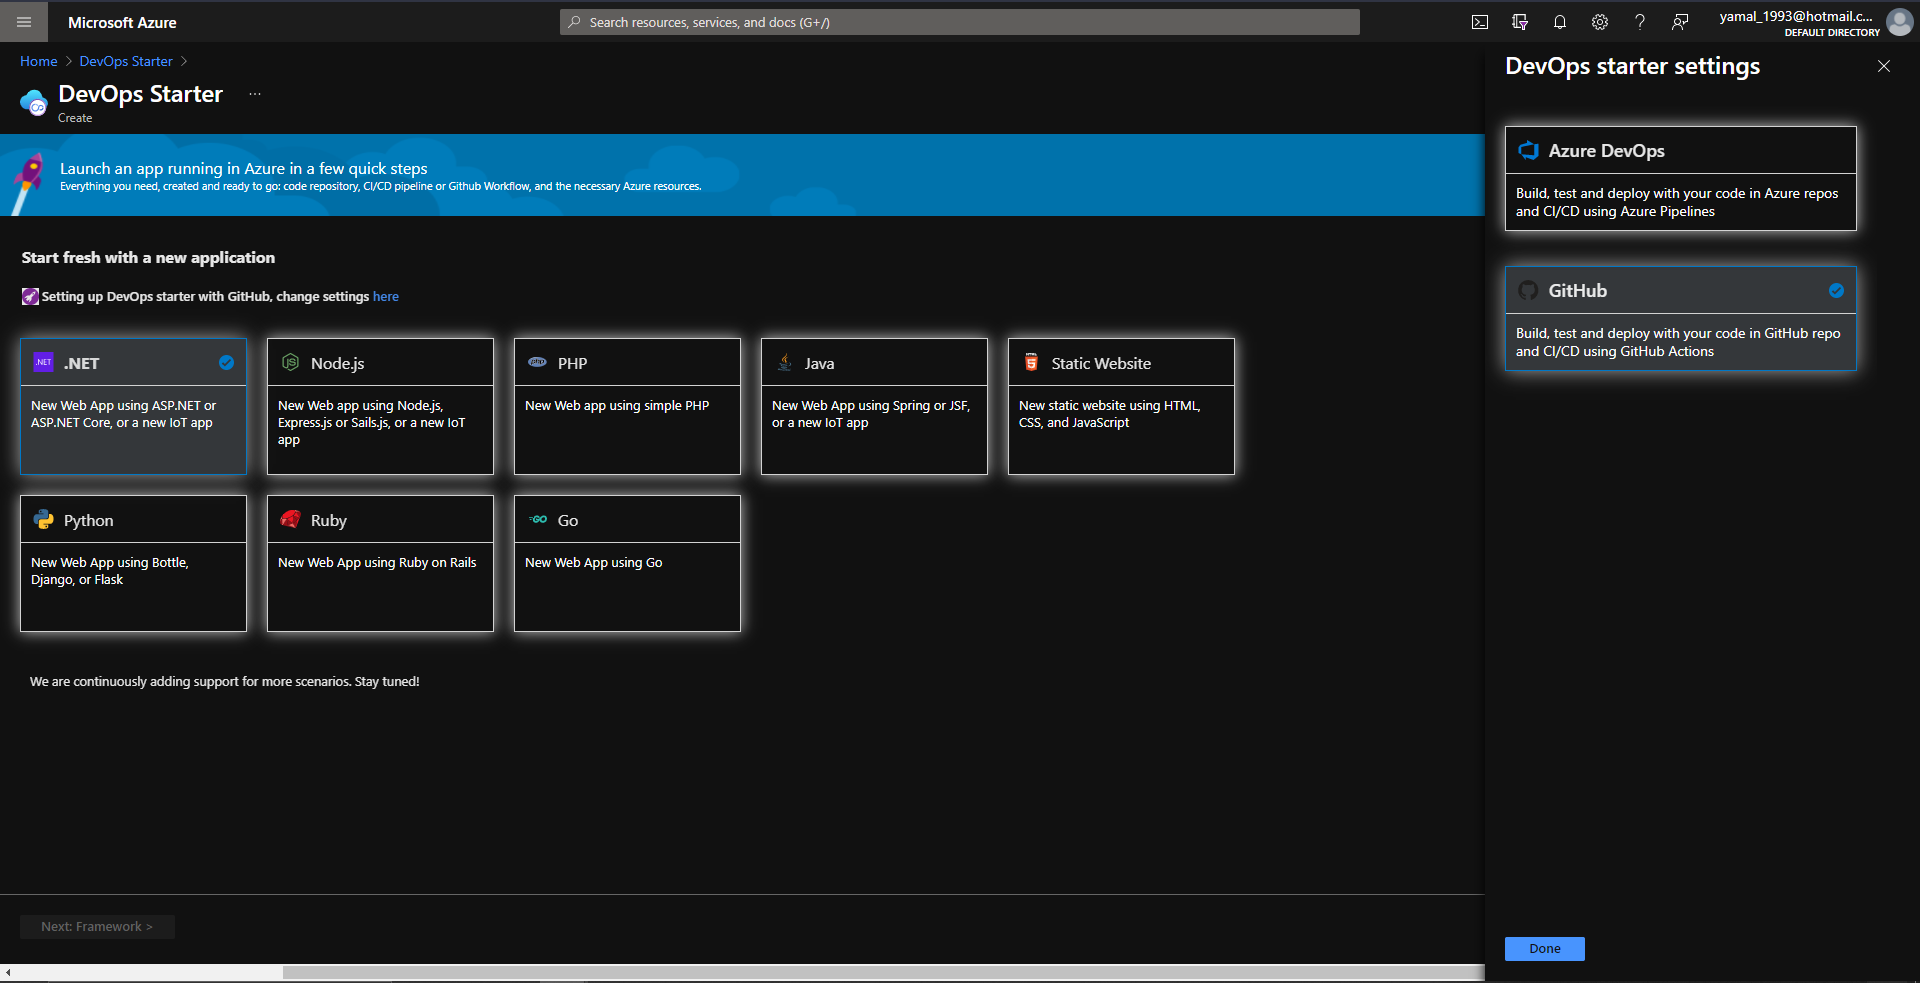 Microsoft Azure
Search resources, services, and docs (G+/)
yamal_1993@hotmail.c...
DEFAULT DIRECTORY
Home > DevOps Starter >
DevOps Starter ...
Create
Launch an app running in Azure in a few quick steps
Everything you need, created and ready to go: code repository, CI/CD pipeline or Github Workflow, and the necessary Azure resources.
Start fresh with a new application
Setting up DevOps starter with GitHub, change settings here
.NET
.NET
New Web App using ASP.NET or
ASP.NET Core, or a new IoT app
Node.js
New Web app using Node.js,
Express.js or Sails.js, or a new IoT
app
PHP
New Web app using simple PHP
Java
New Web App using Spring or JSF,
or a new IoT app
Static Website
New static website using HTML,
CSS, and JavaScript
Python
New Web App using Bottle,
Django, or Flask
Ruby
New Web App using Ruby on Rails
GO
Go
New Web App using Go
We are continuously adding support for more scenarios. Stay tuned!
Next: Framework >
DevOps starter settings
Azure DevOps
Build, test and deploy with your code in Azure repos
and CI/CD using Azure Pipelines
GitHub
Build, test and deploy with your code in GitHub repo
and CI/CD using GitHub Actions
Done